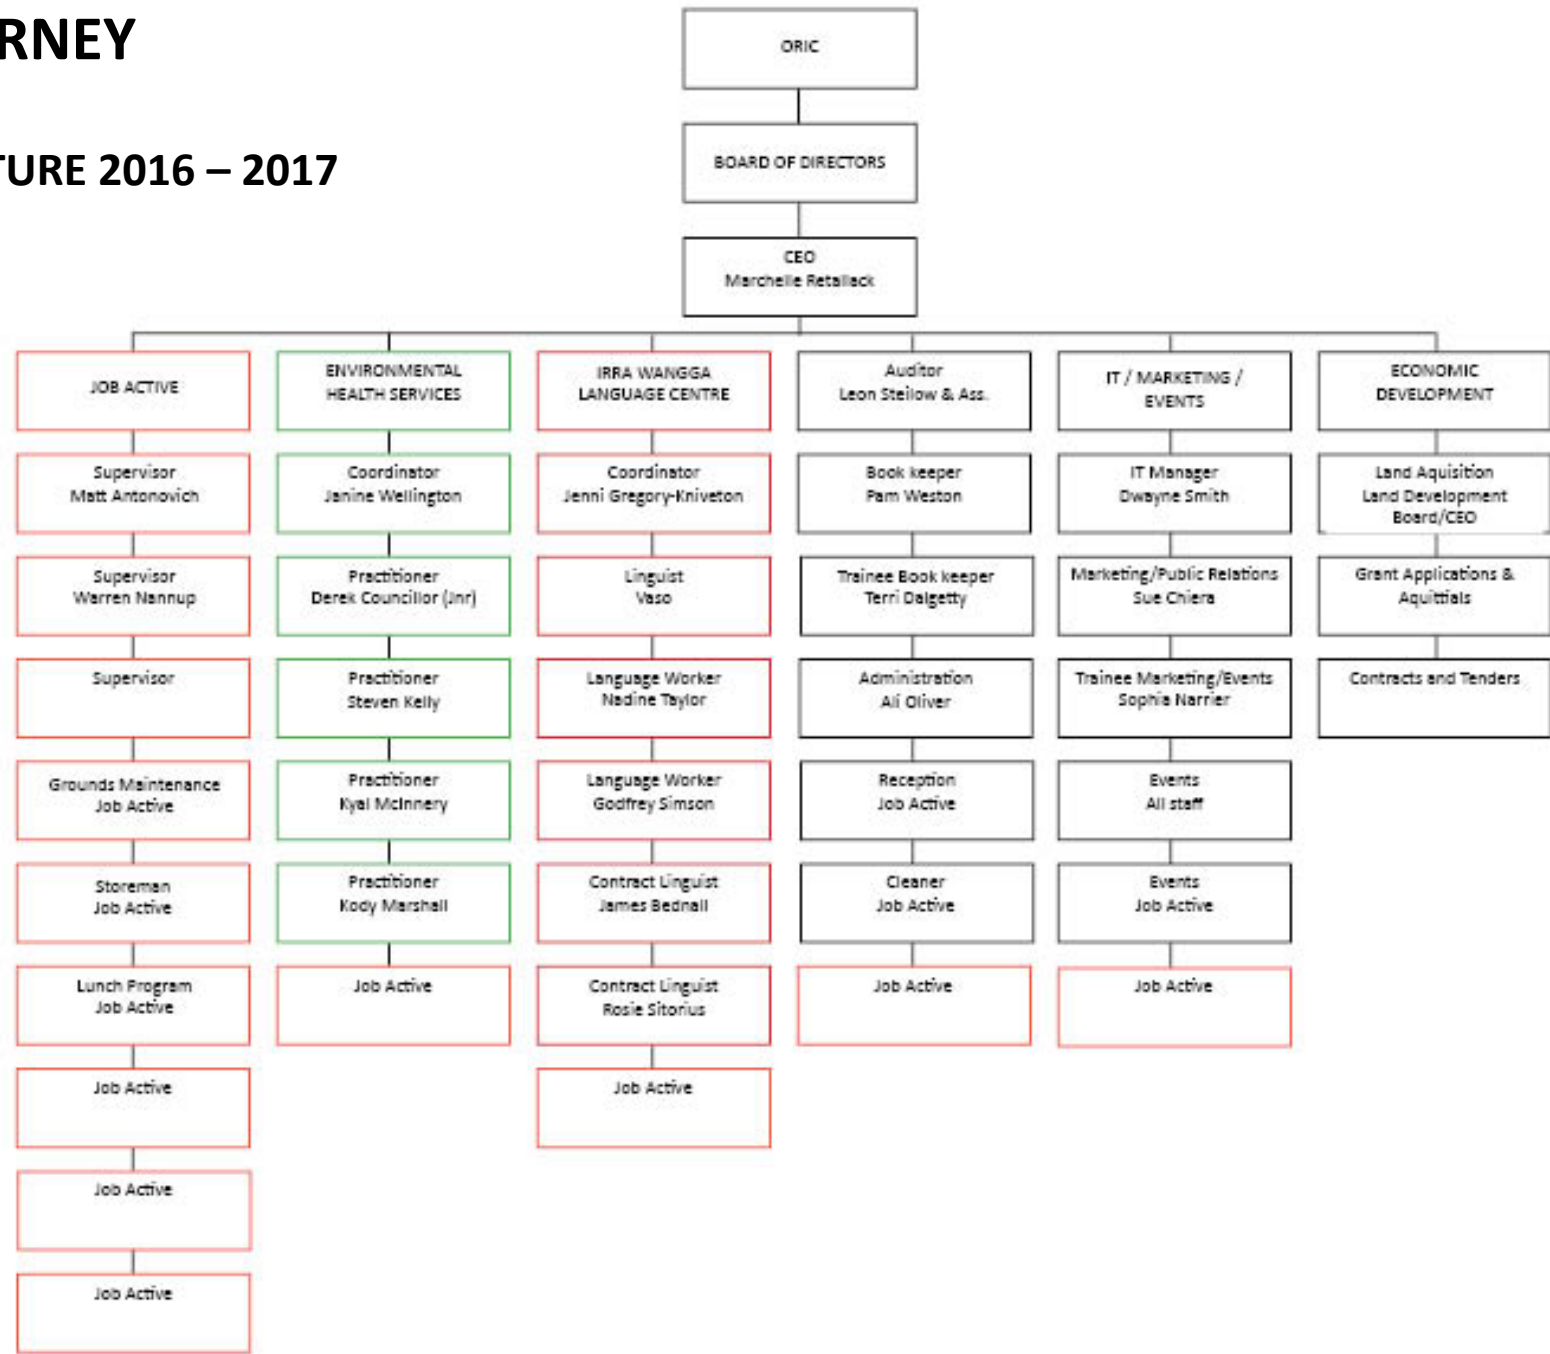 RNEY
TURE 2016 – 2017
ORIC
BOARD OF DIRECTORS
CEO
Marchelle Retallack
JOB ACTIVE
Supervisor
Matt Antonovich
Supervisor
Warren Nannup
Supervisor
Grounds Maintenance
Job Active
Storeman
Job Active
Lunch Program
Job Active
Job Active
Job Active
Job Active
ENVIRONMENTAL
HEALTH SERVICES
Coordinator
Janine Wellington
Practitioner
Derek Councillor (Jnr)
Practitioner
Steven Kelly
Practitioner
Kyal McInnery
Practitioner
Kody Marshall
Job Active
IRRA WANGGA
LANGUAGE CENTRE
Coordinator
Jenni Gregory-Kniveton
Linguist
Vaso
Language Worker
Nadine Taylor
Language Worker
Godfrey Simson
Contract Linguist
James Bednall
Contract Linguist
Rosie Sitorius
Job Active
Auditor
Leon Stellow & Ass.
Book keeper
Pam Weston
Trainee Book keeper
Terri Dalgetty
Administration
Ali Oliver
Reception
Job Active
Cleaner
Job Active
Job Active
IT / MARKETING /
EVENTS
IT Manager
Dwayne Smith
Marketing/Public Relations
Sue Chiera
Trainee Marketing/Events
Sophia Narrier
Events
All staff
Events
Job Active
Job Active
ECONOMIC
DEVELOPMENT
Land Aquisition
Land Development
Board/CEO
Grant Applications &
Aquittials
Contracts and Tenders